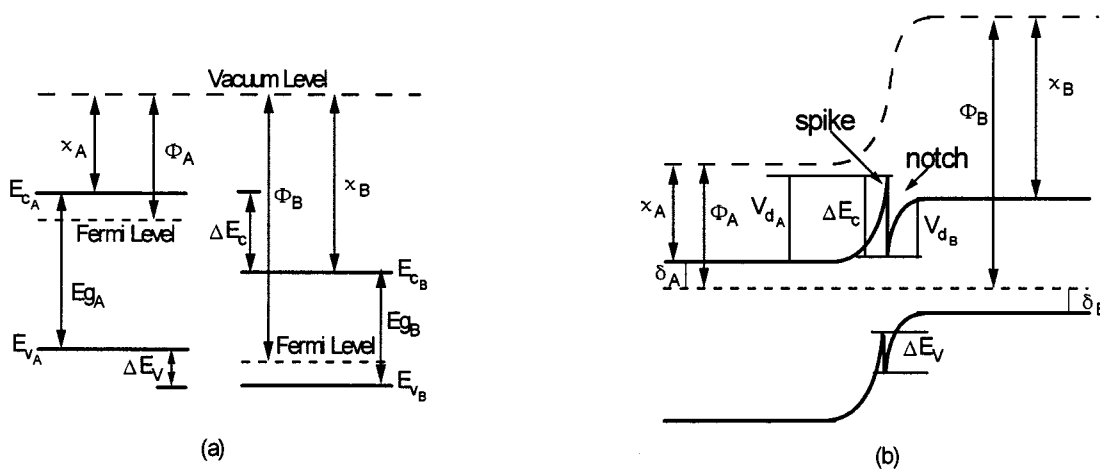 Vacuum Level
χA
ΦA
EcA
Fermi Level
EgA
EvA
ΔEV
ΔEc
ΦB
χB
EcB
EgB
Fermi Level
EvB
(a)
spike
notch
χA
ΦA
VdA
ΔEc
VdB
ΦB
χB
δA
δB
ΔEV
(b)